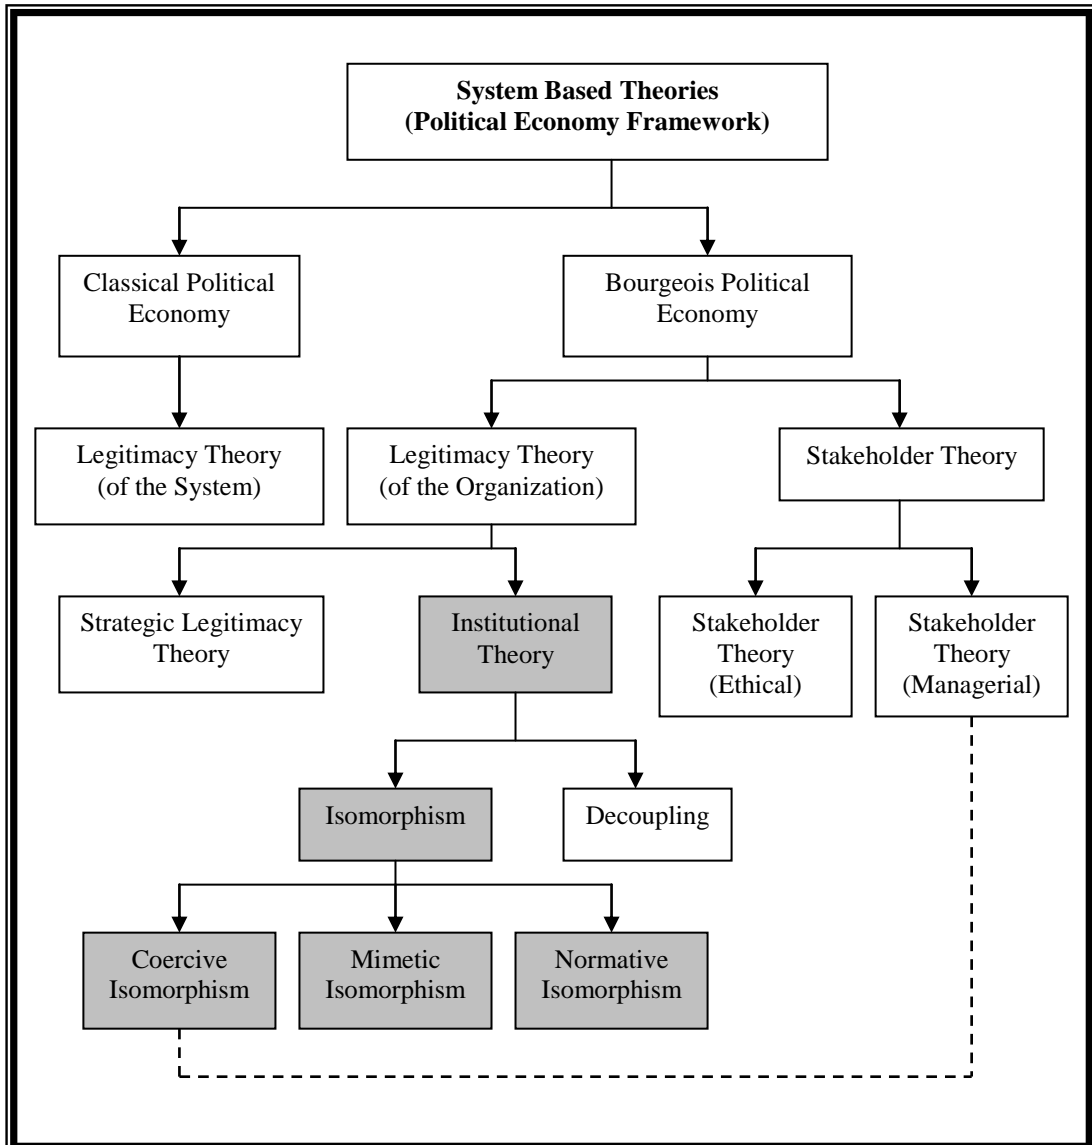 System Based Theories
(Political Economy Framework)
Classical Political
Economy
Bourgeois Political
Economy
Legitimacy Theory
(of the System)
Legitimacy Theory
(of the Organization)
Stakeholder Theory
Strategic Legitimacy
Theory
Institutional
Theory
Stakeholder
Theory
(Ethical)
Stakeholder
Theory
(Managerial)
Isomorphism
Decoupling
Coercive
Isomorphism
Mimetic
Isomorphism
Normative
Isomorphism